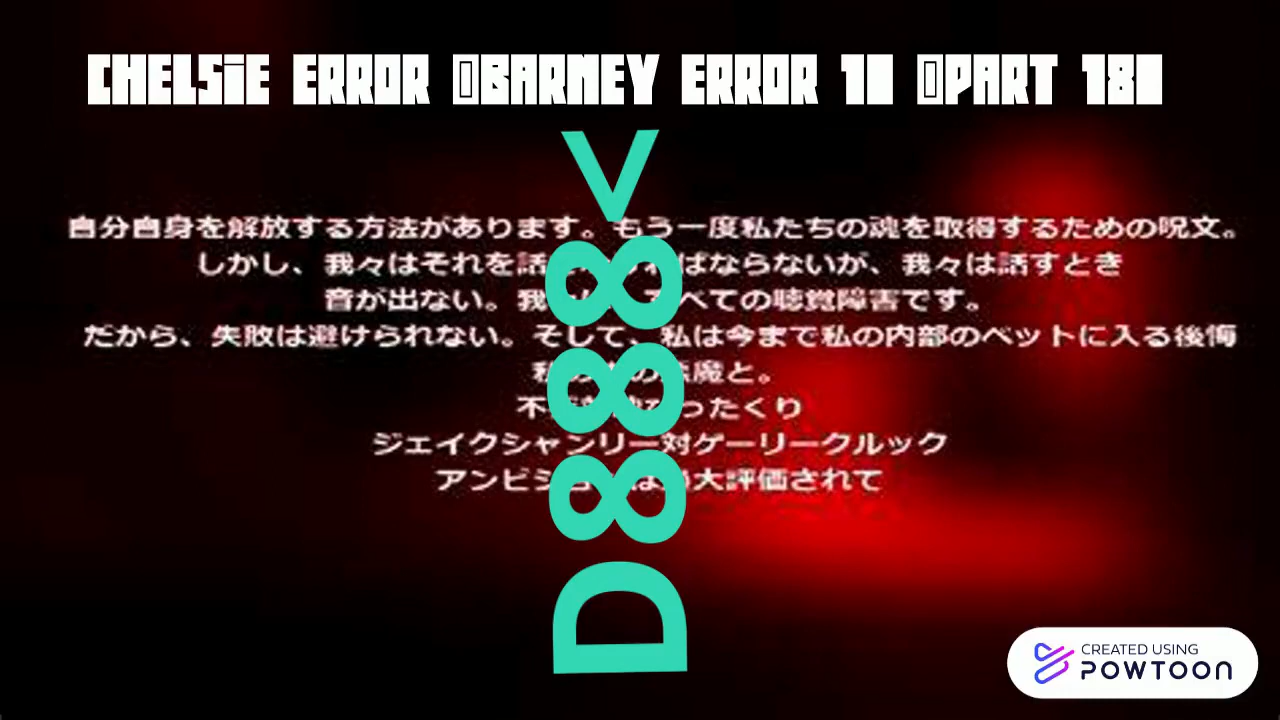 CHELSIE ERROR BARNEY ERROR 10 PART 180
自分自身を解放する方法があります。もう一度私たちの魂を取得するための呪文。
しかし、我々はそれを話 ばならないが、我々は話すとき
音が出ない。我 べての聴覚障害です。
だから、失敗は避けられない。そして、私は今まで私の内部のペットに入る後悔
魔と。
不 ったくり
ジェイクシャンリー対ゲーリークルック
アンビシ 大評価されて
D888<
CREATED USING
POWTOON